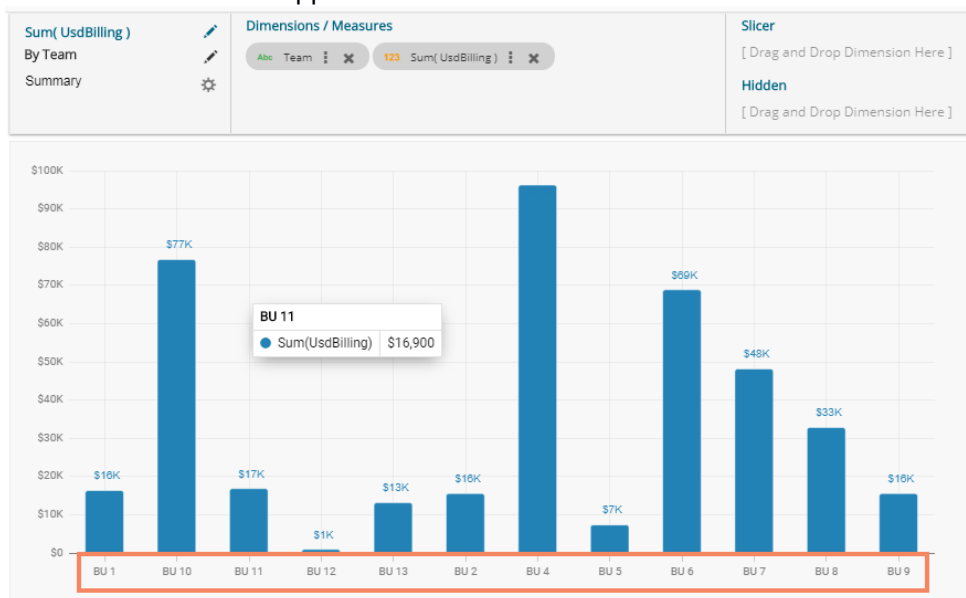 Sum( UsdBilling )
By Team
Summary
Dimensions / Measures
Abc Team
123 Sum( UsdBilling )
Slicer
[ Drag and Drop Dimension Here ]
Hidden
[ Drag and Drop Dimension Here ]
$100K
$90K
$80K
$70K
$60K
$50K
$40K
$30K
$20K
$10K
$0
$16K
$77K
$17K
$1K
$13K
$16K
$7K
$69K
$48K
$33K
$16K
BU 11
Sum(UsdBilling) $16,900
BU 1 BU 10 BU 11 BU 12 BU 13 BU 2 BU 4 BU 5 BU 6 BU 7 BU 8 BU 9